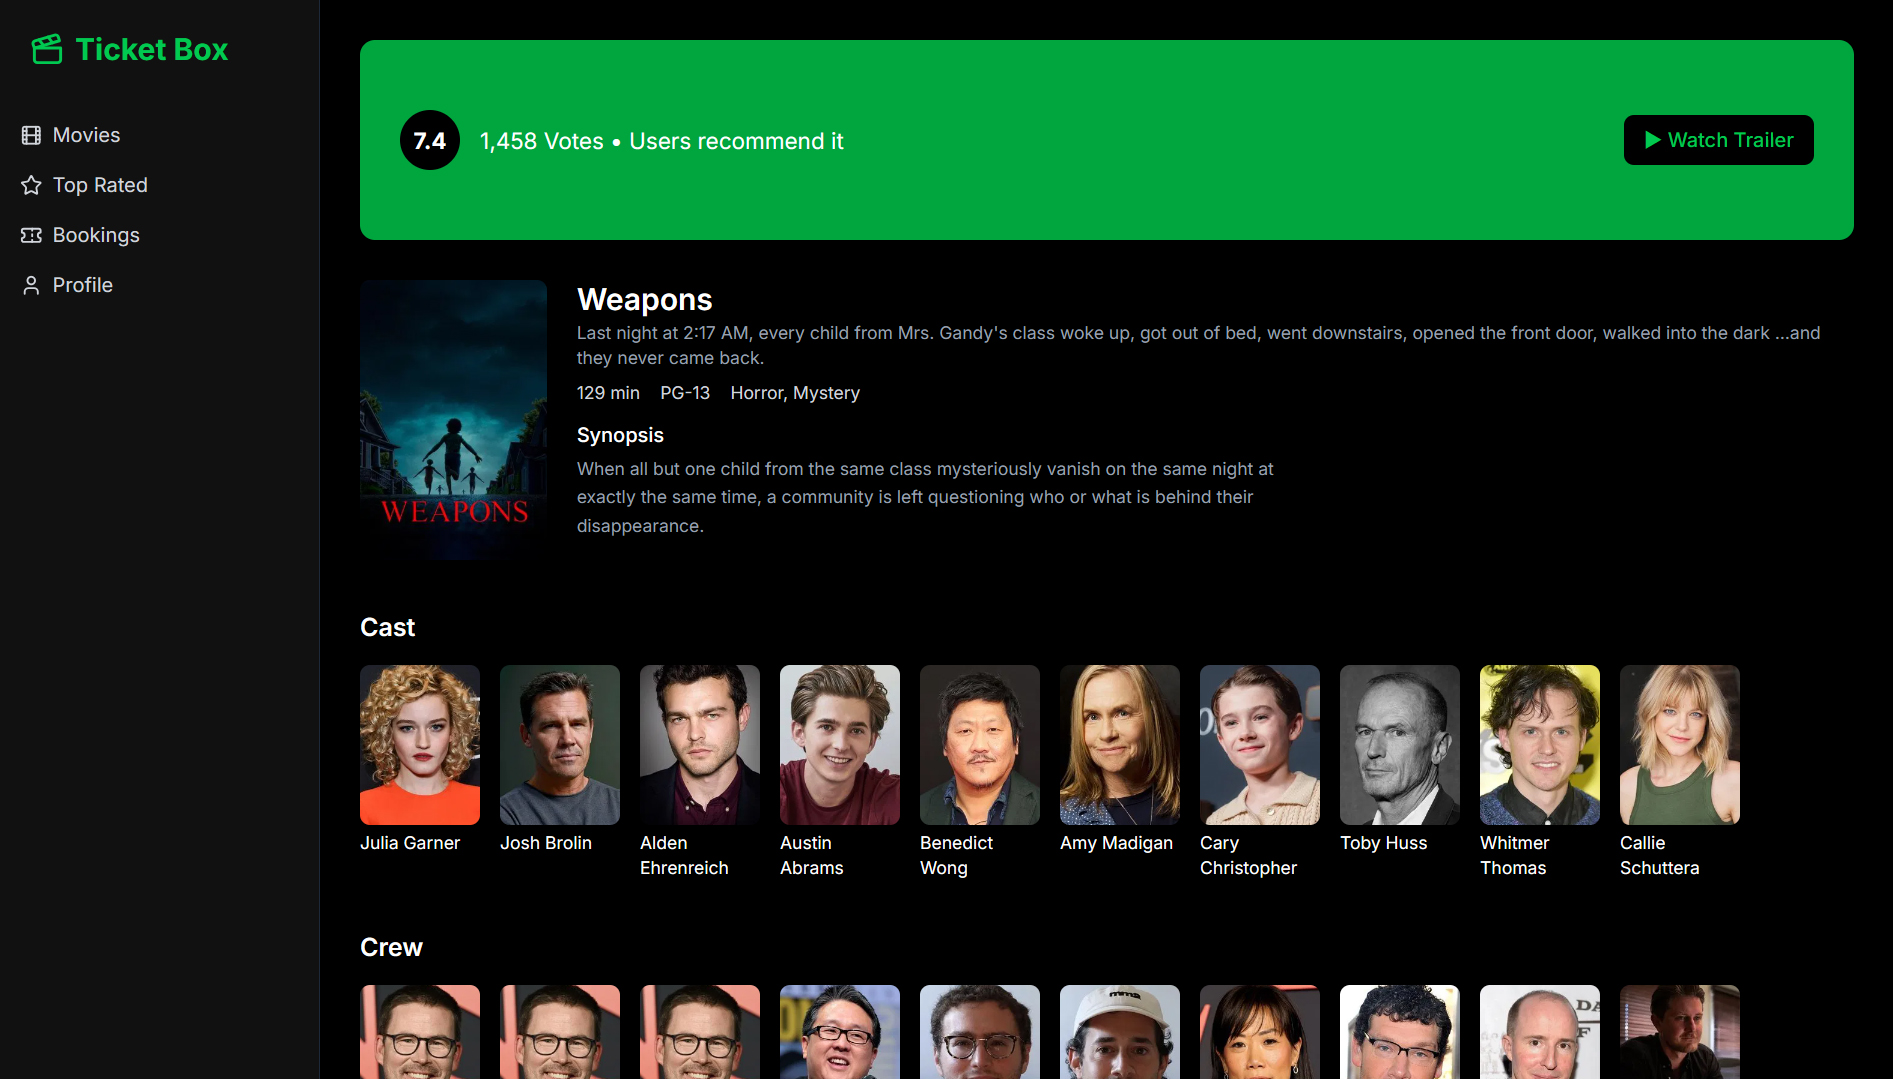 Ticket Box
Movies
Top Rated
Bookings
Profile
7.4
1,458 Votes • Users recommend it
▶ Watch Trailer
WEAPONS
Weapons
Last night at 2:17 AM, every child from Mrs. Gandy's class woke up, got out of bed, went downstairs, opened the front door, walked into the dark ...and
they never came back.
129 min PG-13 Horror, Mystery
Synopsis
When all but one child from the same class mysteriously vanish on the same night at
exactly the same time, a community is left questioning who or what is behind their
disappearance.
Cast
Julia Garner
Josh Brolin
Alden
Ehrenreich
Austin
Abrams
Benedict
Wong
Amy Madigan
Cary
Christopher
Toby Huss
Whitmer
Thomas
Callie
Schuttera
Crew